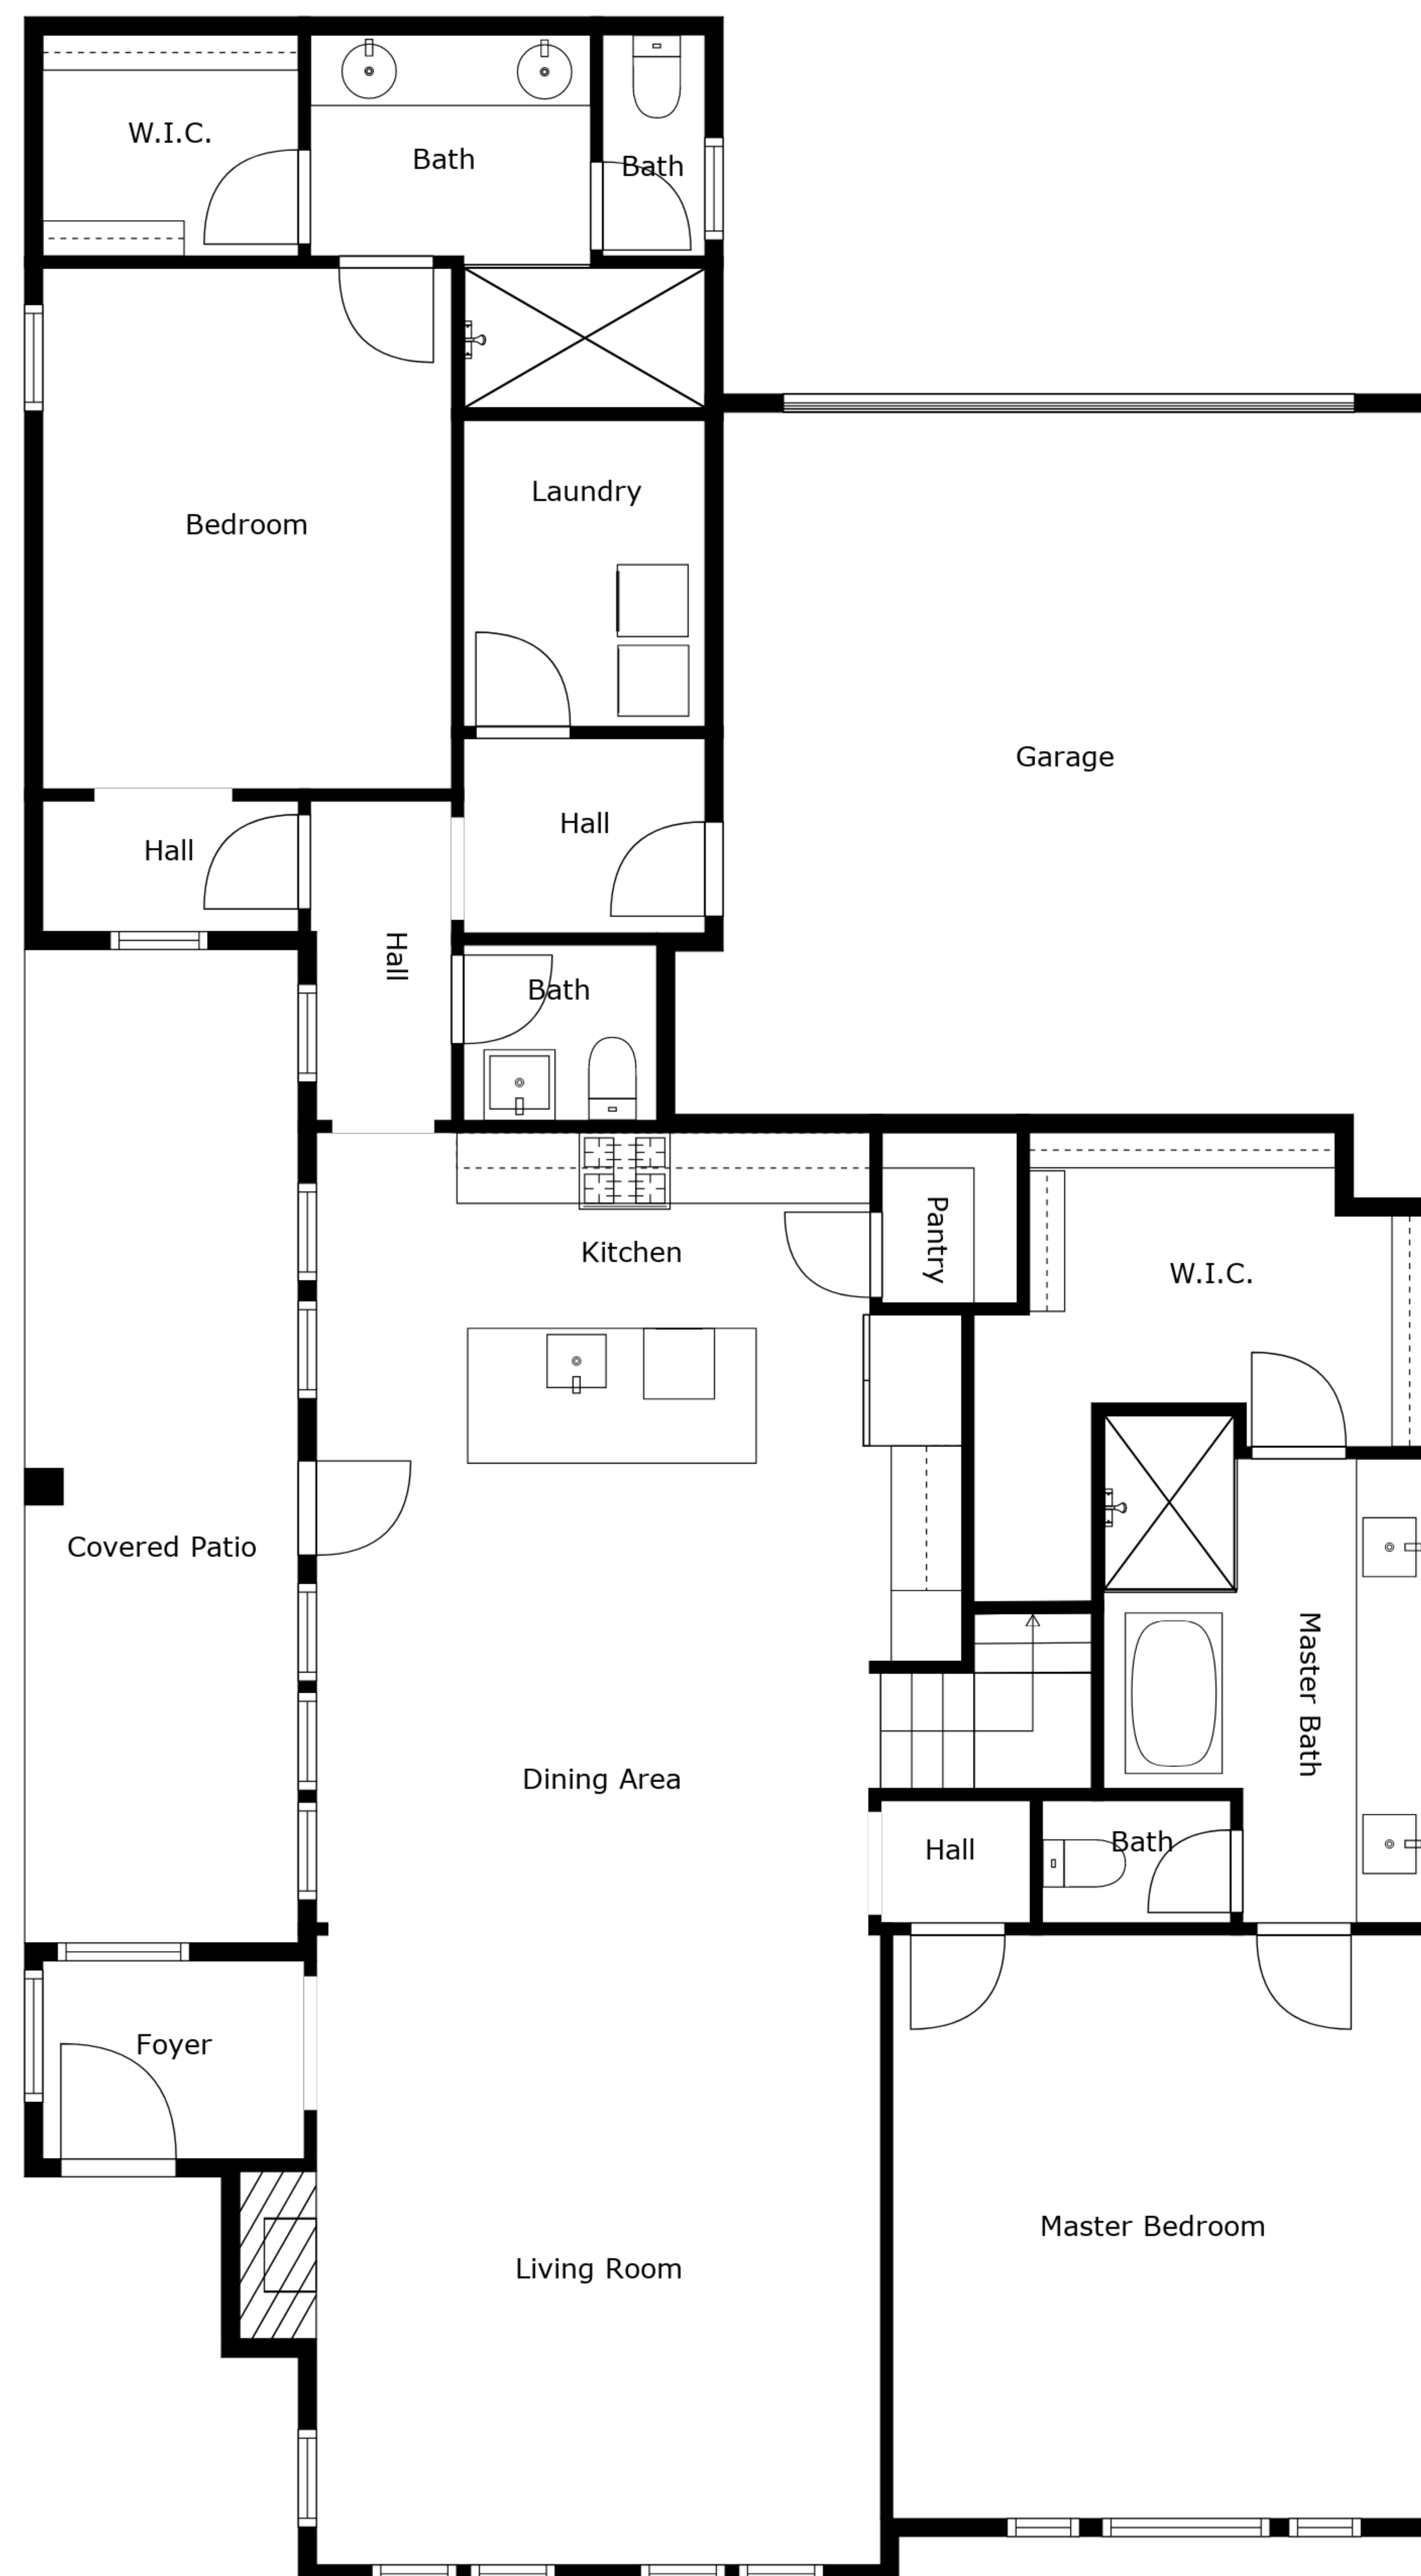 W.I.C.
Bath
Bath
Bedroom
Laundry
Garage
Hall
Hall
Hall
Bath
Kitchen
Pantry
W.I.C.
Covered Patio
Master Bath
Dining Area
Hall
Bath
Foyer
Master Bedroom
Living Room